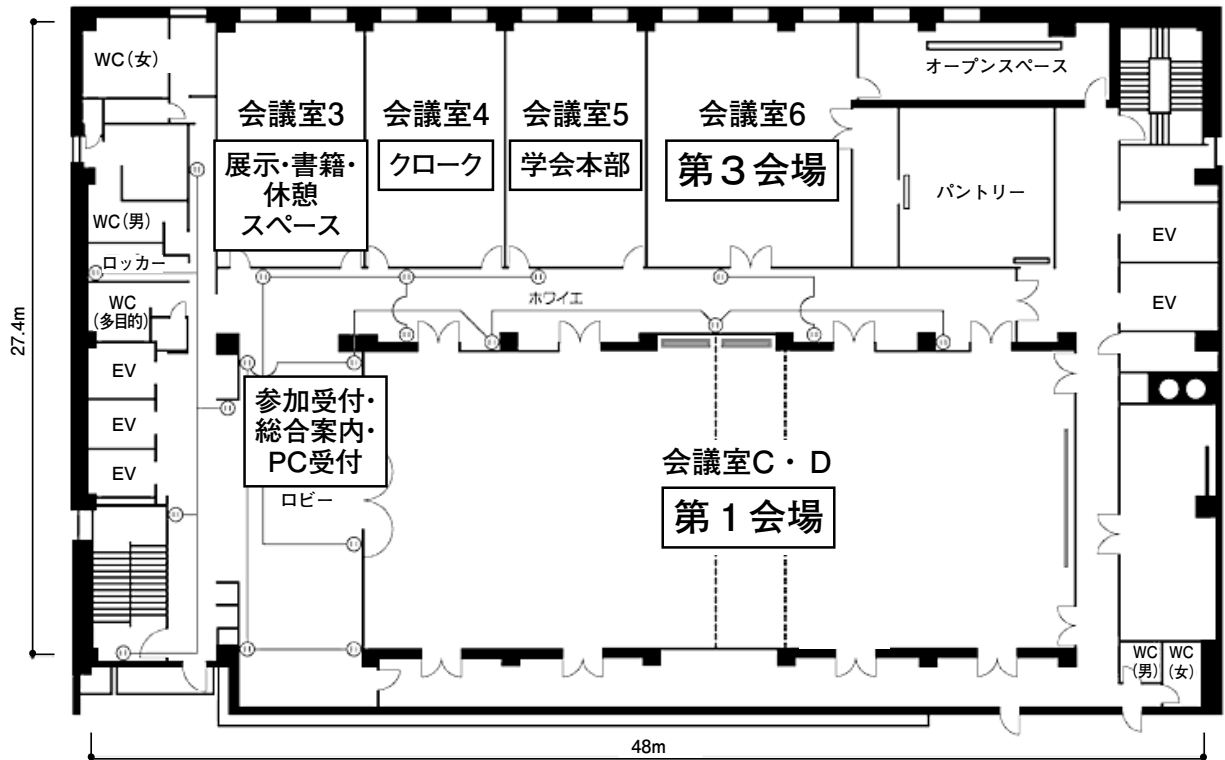 WC(女)
会議室3
展示・書籍・
休憩
スペース
会議室4
クローク
会議室5
学会本部
会議室6
第3会場
オープンスペース
パントリー
WC(男)
ロッカー
WC
(多目的)
EV
EV
EV
EV
EV
ホワイエ
参加受付・
総合案内・
PC受付
ロビー
会議室C・D
第1会場
WC
(男)
WC
(女)
27.4m
48m